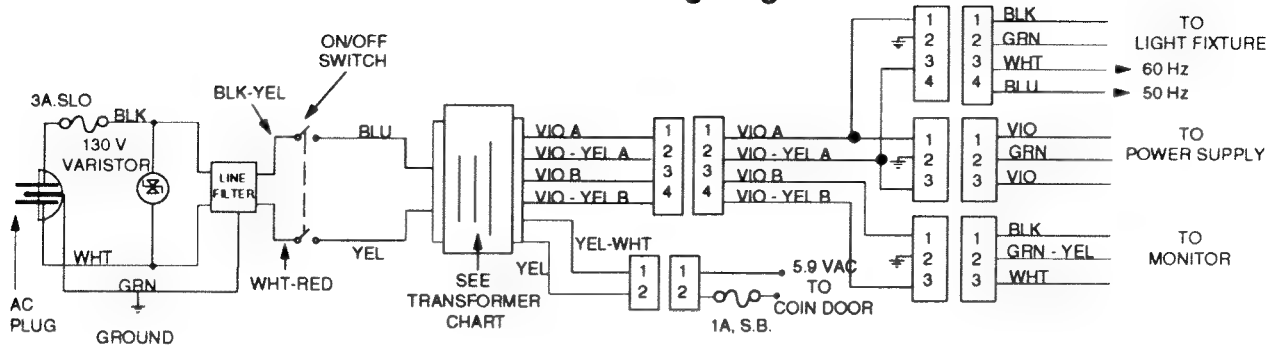 3A.SLO
BLK
130 V
VARISTOR
AC
PLUG
WHT
GRN
GROUND
LINE
FILTER
BLK-YEL
ON/OFF
SWITCH
WHT-RED
BLU
YEL
SEE
TRANSFORMER
CHART
VIO A
VIO - YEL A
VIO B
VIO - YEL B
YEL-WHT
YEL
1
2
3
4
1
2
3
4
VIO A
VIO - YEL A
VIO B
VIO - YEL B
1
2
1
2
5.9 VAC
TO
COIN DOOR
1A, S.B.
1
2
3
4
1
2
3
4
BLK
GRN
WHT
BLU
TO
LIGHT FIXTURE
60 Hz
50 Hz
1
2
3
1
2
3
VIO
GRN
VIO
TO
POWER SUPPLY
1
2
3
1
2
3
BLK
GRN - YEL
WHT
TO
MONITOR